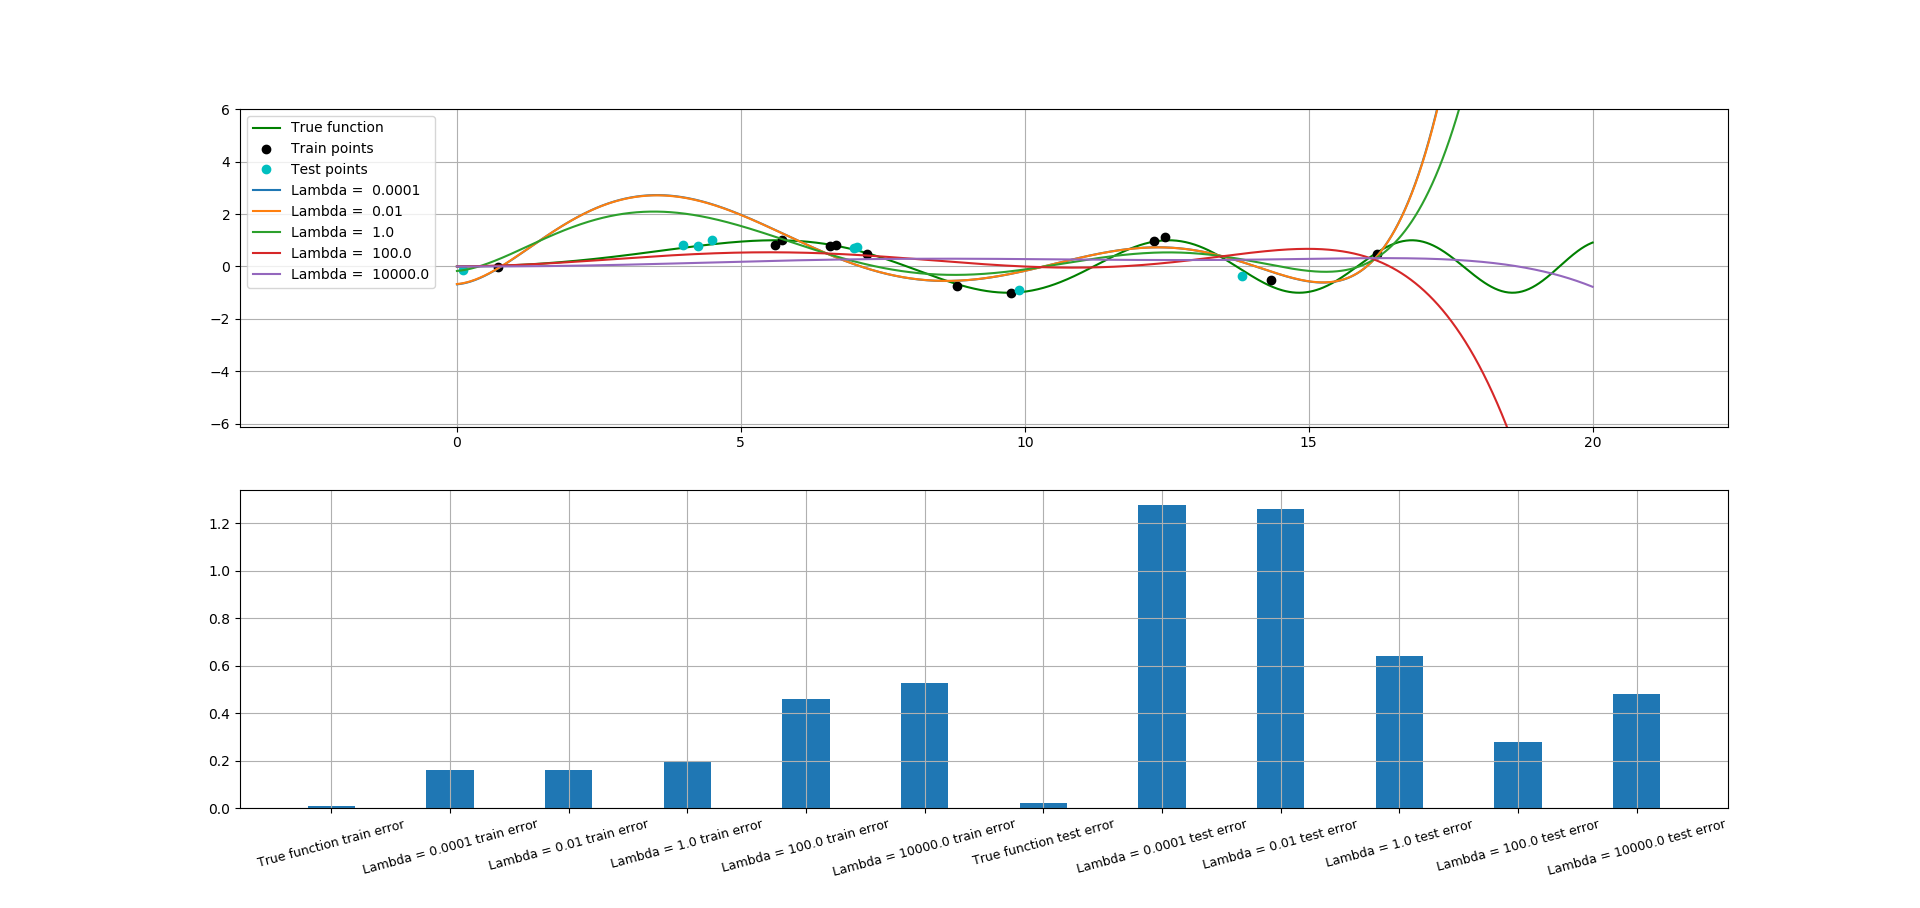 6
4
2
0
−2
−4
−6
True function
Train points
Test points
Lambda =  0.0001
Lambda =  0.01
Lambda =  1.0
Lambda =  100.0
Lambda =  10000.0
0
5
10
15
20
1.2
1.0
0.8
0.6
0.4
0.2
0.0
True function train error
Lambda = 0.0001 train error
Lambda = 0.01 train error
Lambda = 1.0 train error
Lambda = 100.0 train error
Lambda = 10000.0 train error
True function test error
Lambda = 0.0001 test error
Lambda = 0.01 test error
Lambda = 1.0 test error
Lambda = 100.0 test error
Lambda = 10000.0 test error